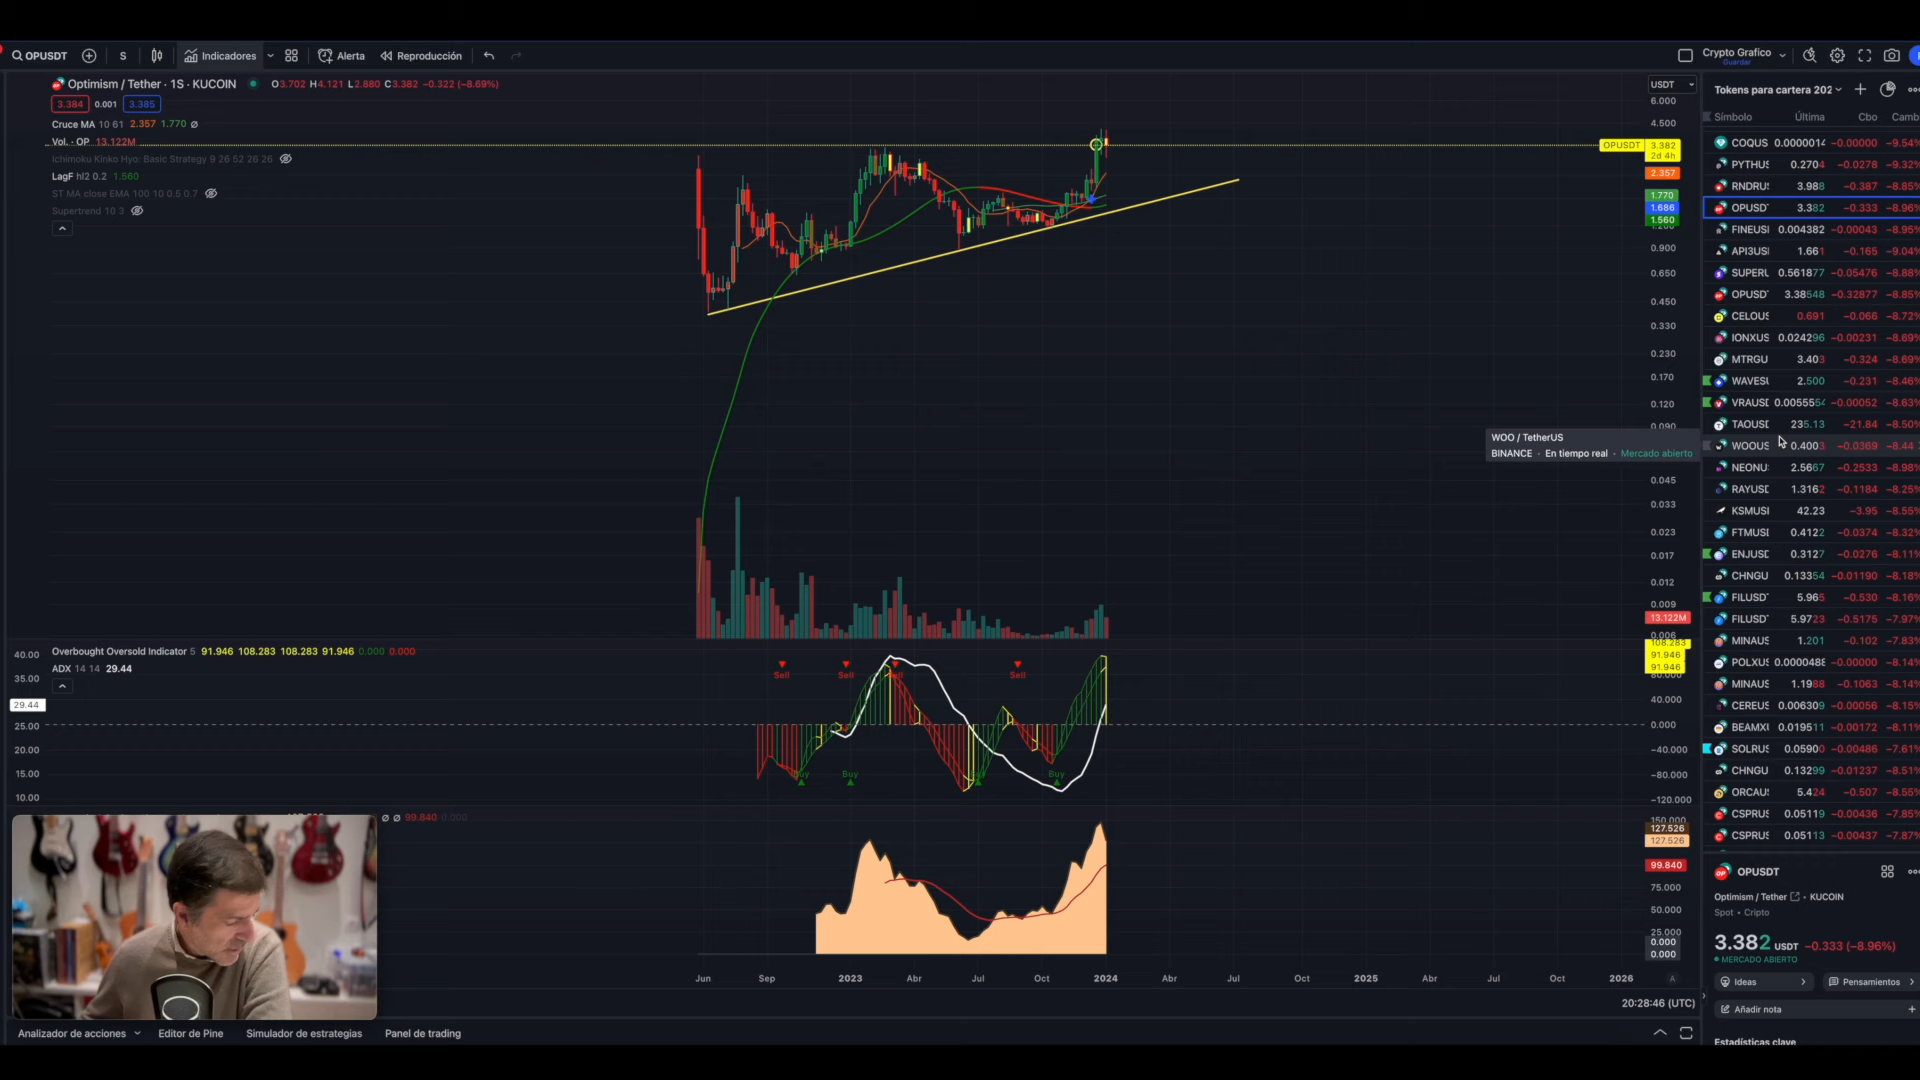 OPUSDT S Indicadores Alerta Reproducción Crypto Grafico
Guardar
Optimism / Tether · 1S · KUCOIN O3.702 H4.121 L2.880 C3.382 −0.322 (−8.69%)
3.384 0.001 3.385
Cruce MA 10 61 2.357 1.770 ∅
Vol. · OP 13.122M
Ichimoku Kinko Hyo: Basic Strategy 9 26 52 26 26
LagF hl2 0.2 1.560
ST MA close EMA 100 10 0.5 0.7
Supertrend 10 3
USDT
6.000
4.500
OPUSDT 3.382
2d 4h
2.357
1.770
1.686
1.560
0.900
0.650
0.450
0.330
0.230
0.170
0.120
0.090
0.045
0.033
0.023
0.017
0.012
0.009
13.122M
0.006
WOO / TetherUS
BINANCE · En tiempo real · Mercado abierto
Overbought Oversold Indicator 5 91.946 108.283 108.283 91.946 0.000 0.000
ADX 14 14 29.44
40.00
35.00
29.44
25.00
20.00
15.00
10.00
Sell Sell Sell
Buy Buy
108.283
91.946
91.946
80.000
40.000
0.000
−40.000
−80.000
−120.000
∅ ∅ 99.840 0.000
150.000
127.526
127.526
99.840
75.000
50.000
25.000
0.000
0.000
Jun Sep 2023 Abr Jul Oct 2024 Abr Jul Oct 2025 Abr Jul Oct 2026 A
20:28:46 (UTC)
Analizador de acciones Editor de Pine Simulador de estrategias Panel de trading
Tokens para cartera 202
Símbolo Última Cbo Camb
COQUS 0.0000014 −0.00000 −9.54%
PYTHUS 0.2704 −0.0278 −9.32%
RNDRUS 3.988 −0.387 −8.85%
OPUSDT 3.382 −0.333 −8.96%
FINEUSI 0.004382 −0.00043 −8.95%
API3USI 1.661 −0.165 −9.04%
SUPERU 0.561877 −0.05476 −8.88%
OPUSDT 3.38548 −0.32877 −8.85%
CELOUS 0.691 −0.066 −8.72%
IONXUS 0.024296 −0.00231 −8.69%
MTRGU 3.403 −0.324 −8.69%
WAVESU 2.500 −0.231 −8.46%
VRAUSD 0.0055554 −0.00052 −8.63%
TAOUSD 235.13 −21.84 −8.50%
WOOUS 0.4003 −0.0369 −8.44
NEONU 2.5667 −0.2533 −8.98%
RAYUSD 1.3162 −0.1184 −8.25%
KSMUSI 42.23 −3.95 −8.55%
FTMUSI 0.4122 −0.0374 −8.32%
ENJUSD 0.3127 −0.0276 −8.11%
CHNGU 0.13354 −0.01190 −8.18%
FILUSDT 5.965 −0.530 −8.16%
FILUSDT 5.9723 −0.5175 −7.97%
MINAUS 1.201 −0.102 −7.83%
POLXUS 0.0000488 −0.00000 −8.14%
MINAUS 1.1988 −0.1063 −8.14%
CEREUS 0.006309 −0.00056 −8.15%
BEAMXU 0.019511 −0.00172 −8.11%
SOLRUS 0.05900 −0.00486 −7.61%
CHNGU 0.13299 −0.01237 −8.51%
ORCAUS 5.424 −0.507 −8.55%
CSPRUS 0.05119 −0.00436 −7.85%
CSPRUS 0.05113 −0.00437 −7.87%
OPUSDT
Optimism / Tether · KUCOIN
Spot · Cripto
3.382 USDT −0.333 (−8.96%)
MERCADO ABIERTO
Ideas Pensamientos
Añadir nota
Estadísticas clave